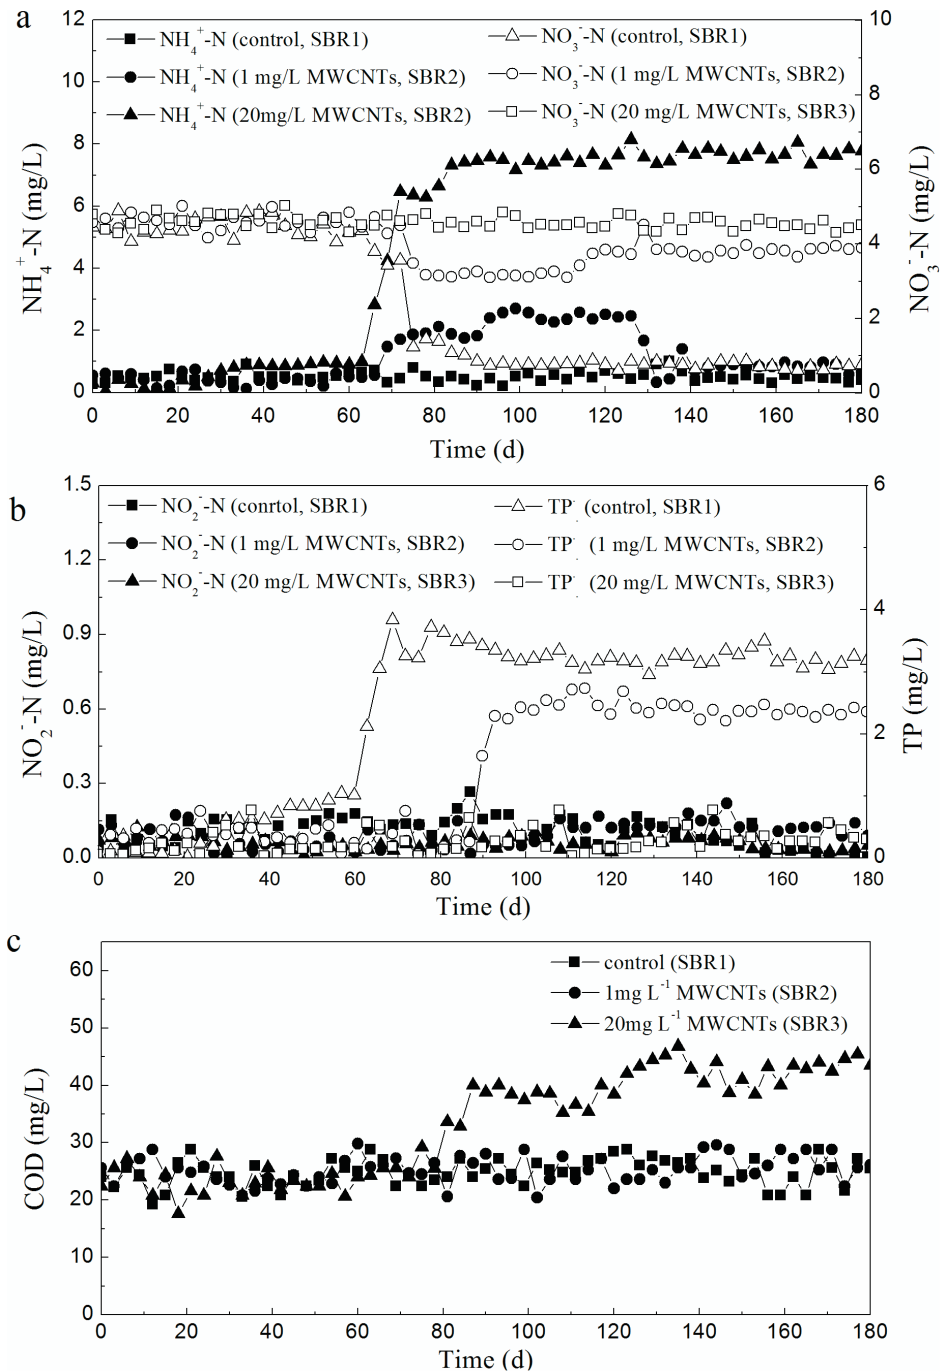 a
NH4+-N (control, SBR1)
NH4+-N (1 mg/L MWCNTs, SBR2)
NH4+-N (20mg/L MWCNTs, SBR2)
NO3--N (control, SBR1)
NO3--N (1 mg/L MWCNTs, SBR2)
NO3--N (20 mg/L MWCNTs, SBR3)
NH4+-N (mg/L)
12
10
8
6
4
2
0
NO3--N (mg/L)
10
8
6
4
2
0
0 20 40 60 80 100 120 140 160 180
Time (d)
b
NO2--N (conrtol, SBR1)
NO2--N (1 mg/L MWCNTs, SBR2)
NO2--N (20 mg/L MWCNTs, SBR3)
TP (control, SBR1)
TP (1 mg/L MWCNTs, SBR2)
TP (20 mg/L MWCNTs, SBR3)
NO2--N (mg/L)
1.5
1.2
0.9
0.6
0.3
0.0
TP (mg/L)
6
4
2
0
0 20 40 60 80 100 120 140 160 180
Time (d)
c
control (SBR1)
1mg L-1 MWCNTs (SBR2)
20mg L-1 MWCNTs (SBR3)
COD (mg/L)
60
50
40
30
20
10
0
0 20 40 60 80 100 120 140 160 180
Time (d)